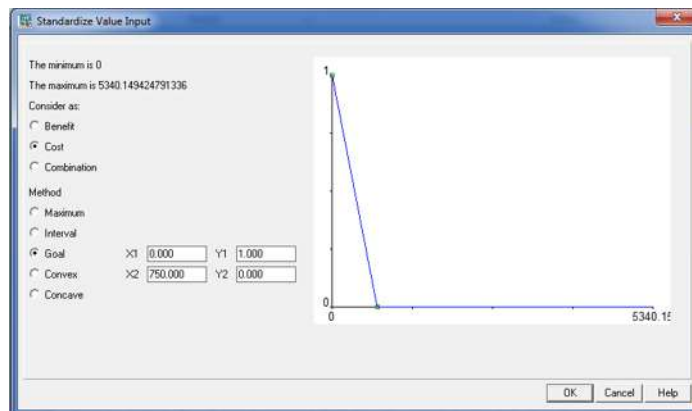 Standardize Value Input
The minimum is 0
The maximum is 5340.149424791336
Consider as:
Benefit
Cost
Combination
Method
Maximum
Interval
Goal X1 0.000 Y1 1.000
Convex X2 750.000 Y2 0.000
Concave
1
0
0 5340.15
OK Cancel Help